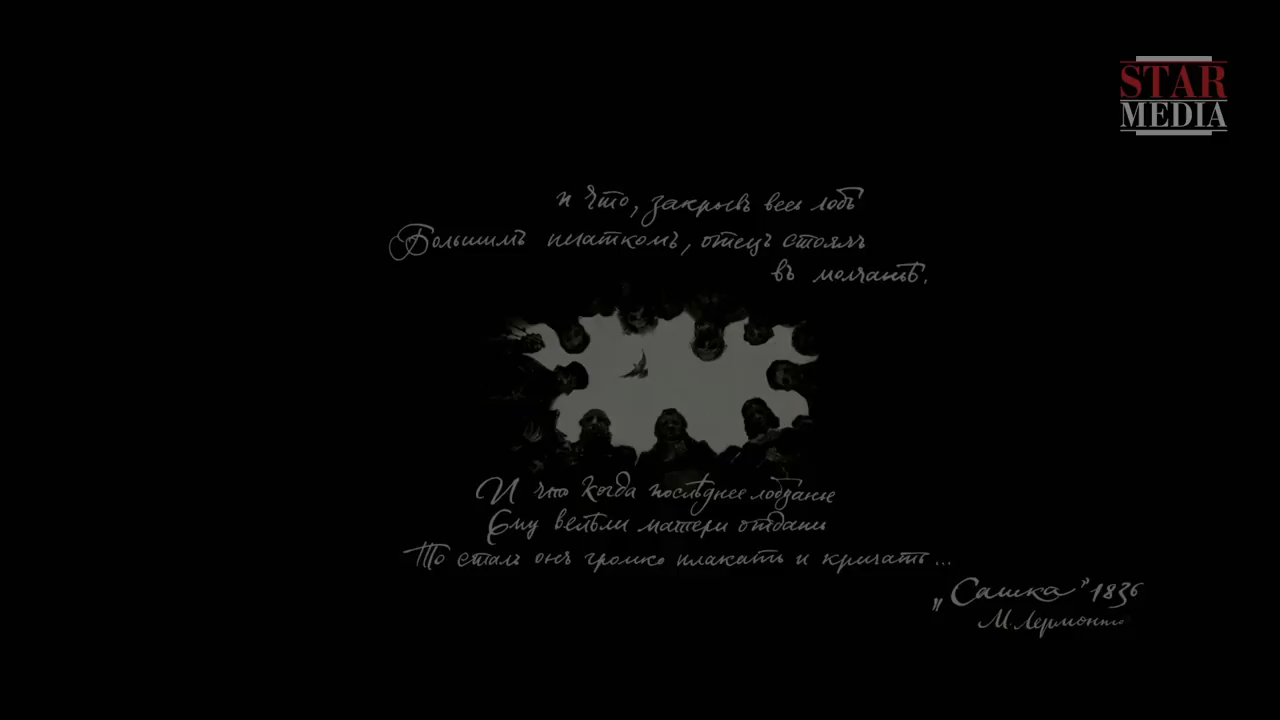 STAR
MEDIA
и что, закрывъ весь лобъ
Большимъ платкомъ, отецъ стоялъ
въ молчаньѣ.
И что когда послѣднее лобзанье
Ему велѣли матери отдать
То сталъ онъ громко плакать и кричать...
„Сашка” 1836
М. Лермонто